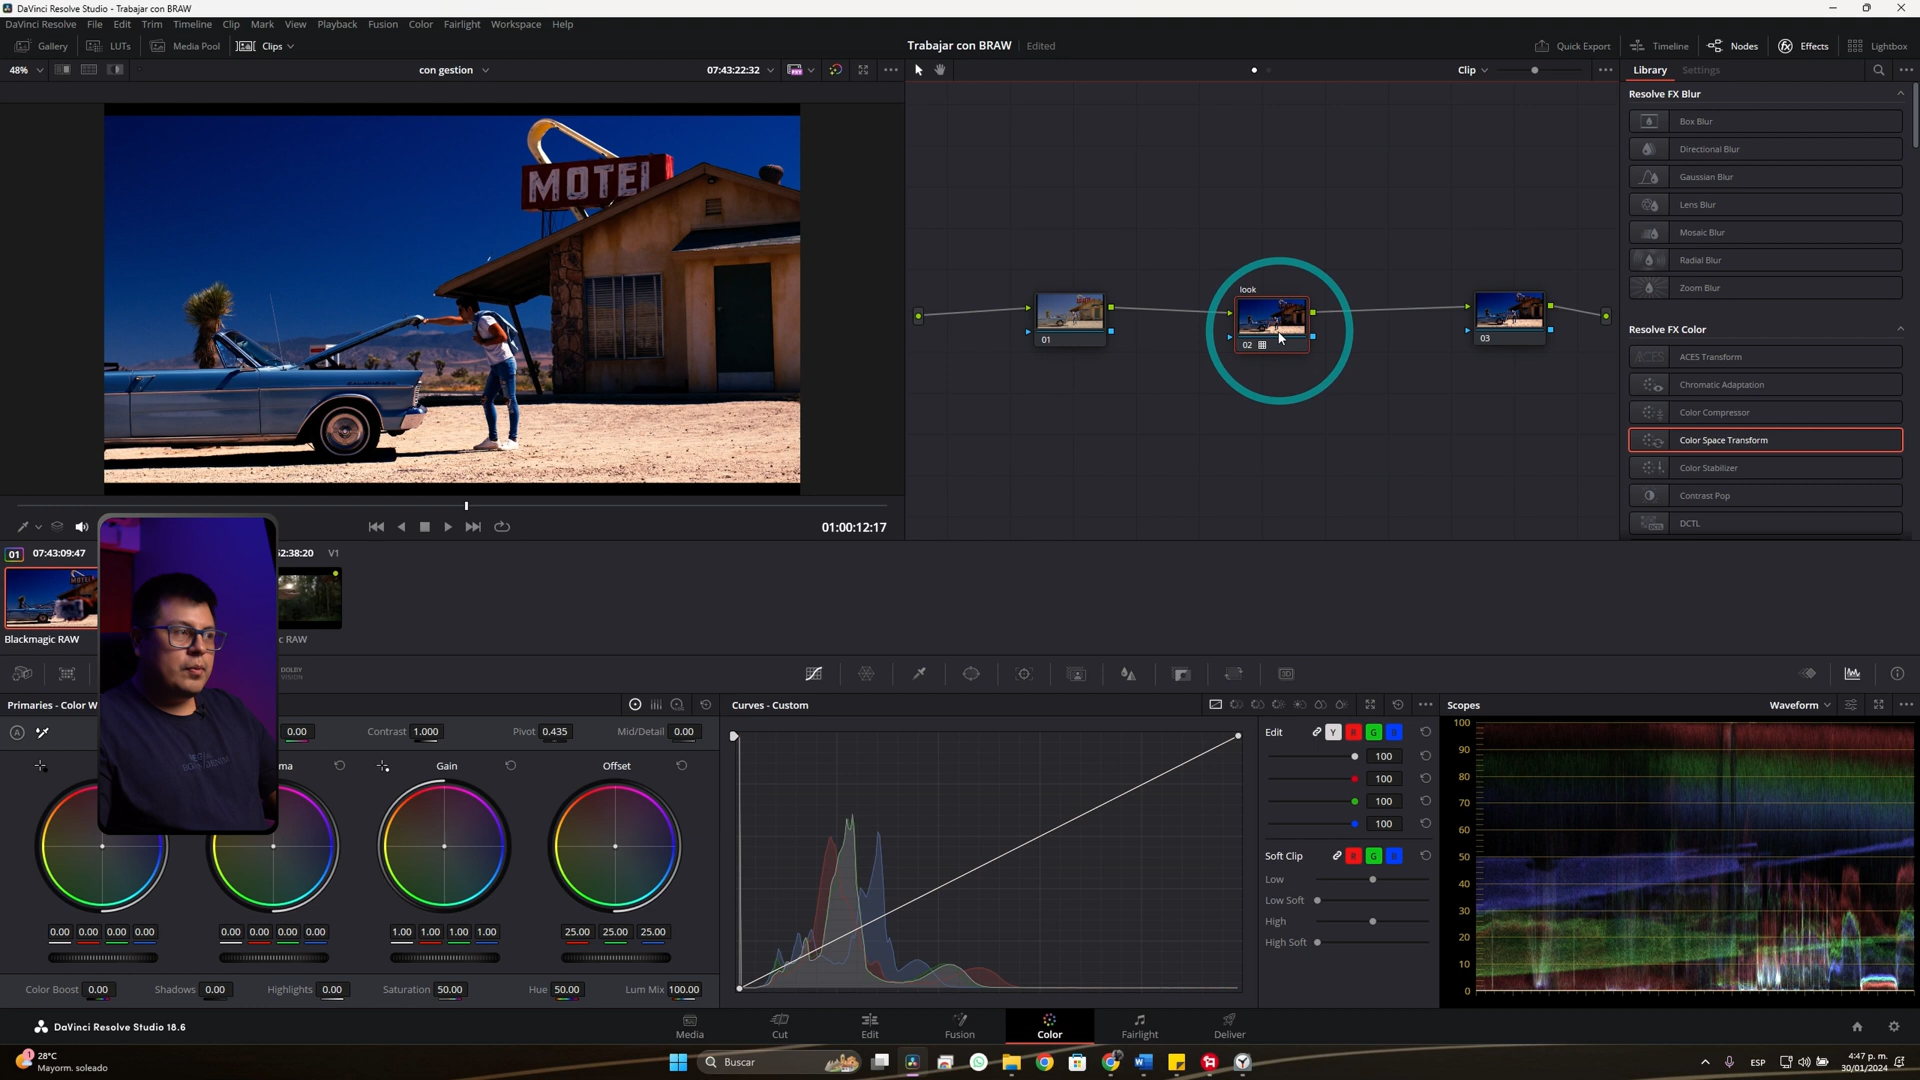 DaVinci Resolve Studio - Trabajar con BRAW
DaVinci Resolve File Edit Trim Timeline Clip Mark View Playback Fusion Color Fairlight Workspace Help
Gallery LUTs Media Pool Clips
Trabajar con BRAW Edited
Quick Export Timeline Nodes Effects Lightbox
48% con gestion 07:43:22:32 Clip
Library Settings
Resolve FX Blur
Box Blur
Directional Blur
Gaussian Blur
Lens Blur
Mosaic Blur
Radial Blur
Zoom Blur
Resolve FX Color
ACES Transform
Chromatic Adaptation
Color Compressor
Color Space Transform
Color Stabilizer
Contrast Pop
DCTL
MOTEL
look
01
02
03
01:00:12:17
01 07:43:09:47
2:38:20 V1
Blackmagic RAW
c RAW
DOLBY
VISION
Primaries - Color W
Curves - Custom
Scopes Waveform
0.00 Contrast 1.000 Pivot 0.435 Mid/Detail 0.00
ma Gain Offset
0.00 0.00 0.00 0.00
0.00 0.00 0.00 0.00
1.00 1.00 1.00 1.00
25.00 25.00 25.00
Color Boost 0.00 Shadows 0.00 Highlights 0.00 Saturation 50.00 Hue 50.00 Lum Mix 100.00
Edit Y R G B
100
100
100
100
Soft Clip R G B
Low
Low Soft
High
High Soft
100
90
80
70
60
50
40
30
20
10
0
DaVinci Resolve Studio 18.6
Media Cut Edit Fusion Color Fairlight Deliver
1
28°C
Mayorm. soleado
Buscar
ESP
4:47 p. m.
30/01/2024